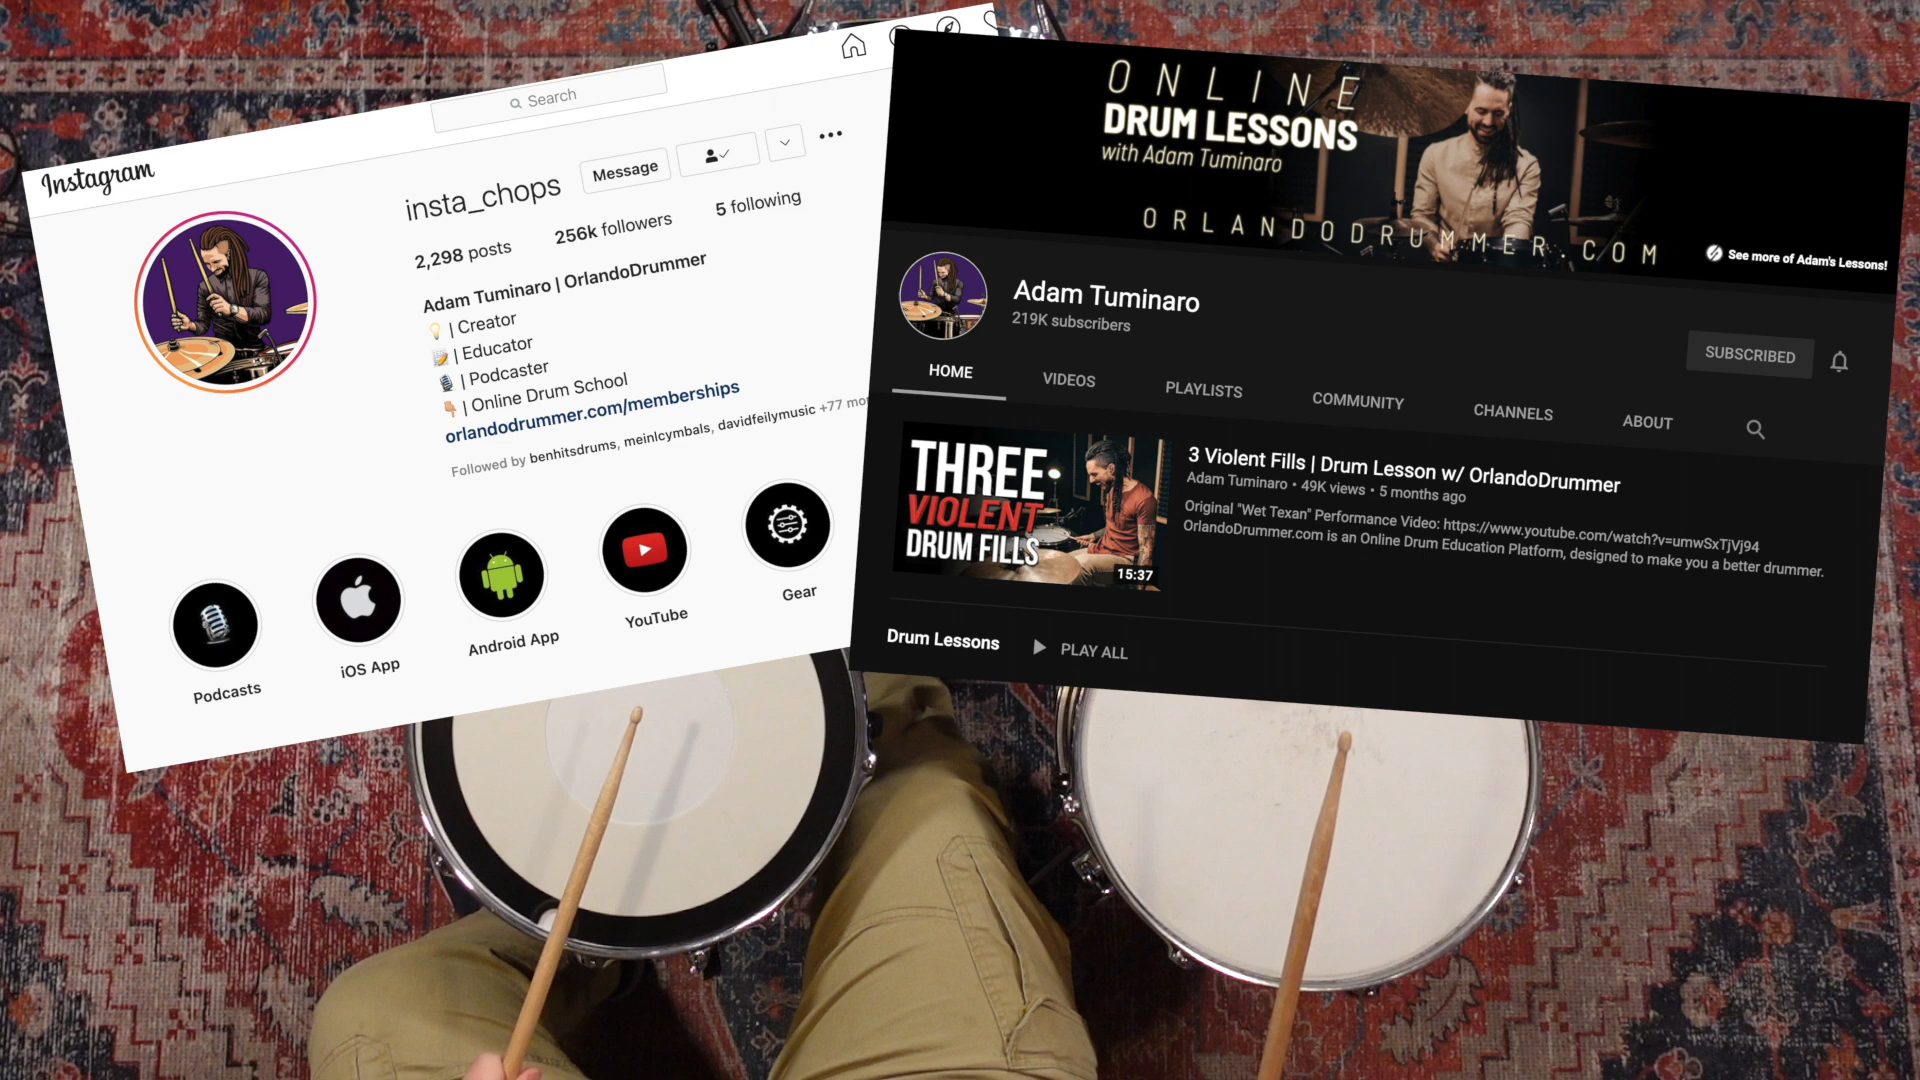 Instagram
Search
insta_chops
Message
2,298 posts
256k followers
5 following
Adam Tuminaro | OrlandoDrummer
💡 | Creator
📝 | Educator
🎙 | Podcaster
👇🏼 | Online Drum School
orlandodrummer.com/memberships
Followed by benhitsdrums, meinlcymbals, davidfeilymusic +77 mo
Podcasts
iOS App
Android App
YouTube
Gear
ONLINE
DRUM LESSONS
with Adam Tuminaro
ORLANDODRUMMER.COM
See more of Adam's Lessons!
Adam Tuminaro
219K subscribers
SUBSCRIBED
HOME
VIDEOS
PLAYLISTS
COMMUNITY
CHANNELS
ABOUT
THREE
VIOLENT
DRUM FILLS
15:37
3 Violent Fills | Drum Lesson w/ OrlandoDrummer
Adam Tuminaro • 49K views • 5 months ago
Original "Wet Texan" Performance Video: https://www.youtube.com/watch?v=umwSxTjVj94
OrlandoDrummer.com is an Online Drum Education Platform, designed to make you a better drummer.
Drum Lessons
PLAY ALL